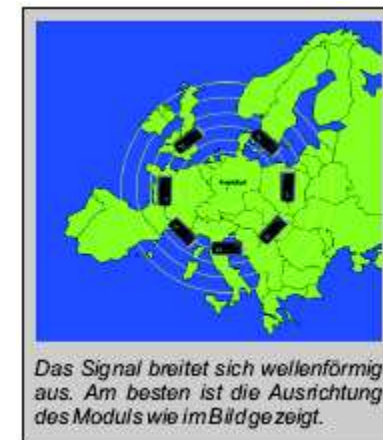 Frankfurt
Das Signal breitet sich wellenförmig
aus. Am besten ist die Ausrichtung
des Moduls wie im Bild gezeigt.